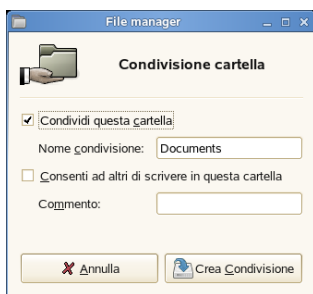 File manager
Condivisione cartella
Condividi questa cartella
Nome condivisione: Documents
Consenti ad altri di scrivere in questa cartella
Commento:
Annulla Crea Condivisione